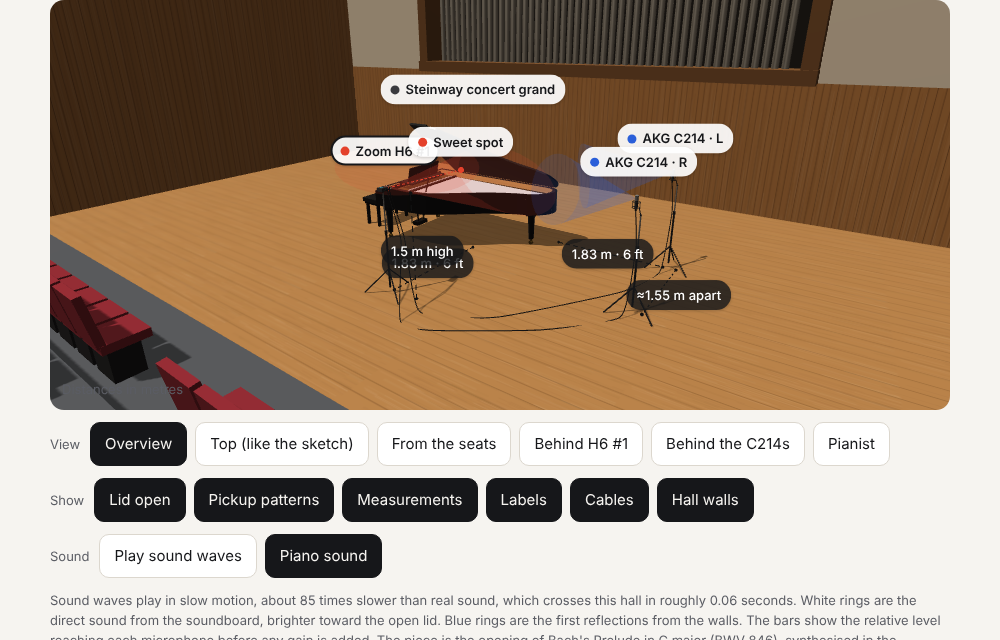 Steinway concert grand
Zoom H6
Sweet spot
AKG C214 · L
AKG C214 · R
1.5 m high
1.83 m · 6 ft
1.83 m · 6 ft
≈1.55 m apart
View
Overview
Top (like the sketch)
From the seats
Behind H6 #1
Behind the C214s
Pianist
Show
Lid open
Pickup patterns
Measurements
Labels
Cables
Hall walls
Sound
Play sound waves
Piano sound
Sound waves play in slow motion, about 85 times slower than real sound, which crosses this hall in roughly 0.06 seconds. White rings are the
direct sound from the soundboard, brighter toward the open lid. Blue rings are the first reflections from the walls. The bars show the relative level
reaching each microphone before any gain is added. The piece is the opening of Bach's Prelude in C major (BWV 846), synthesised in the